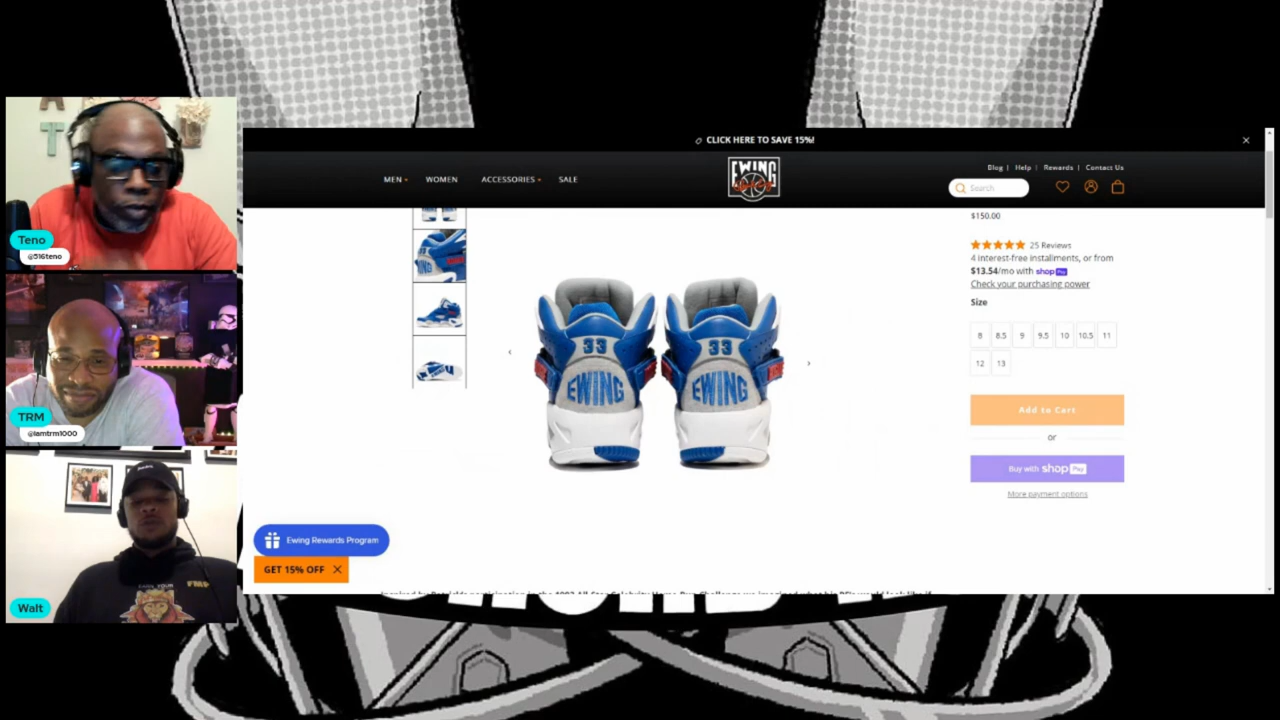 CLICK HERE TO SAVE 15%!
EWING
MEN
WOMEN
ACCESSORIES
SALE
Blog | Help | Rewards | Contact Us
Search
$150.00
25 Reviews
4 interest-free installments, or from
$13.54/mo with shop Pay
Check your purchasing power
Size
8 8.5 9 9.5 10 10.5 11
12 13
Add to Cart
or
Buy with shop Pay
More payment options
33 33
EWING EWING
Ewing Rewards Program
GET 15% OFF
T
Teno
@516teno
TRM
@iamtrm1000
Walt